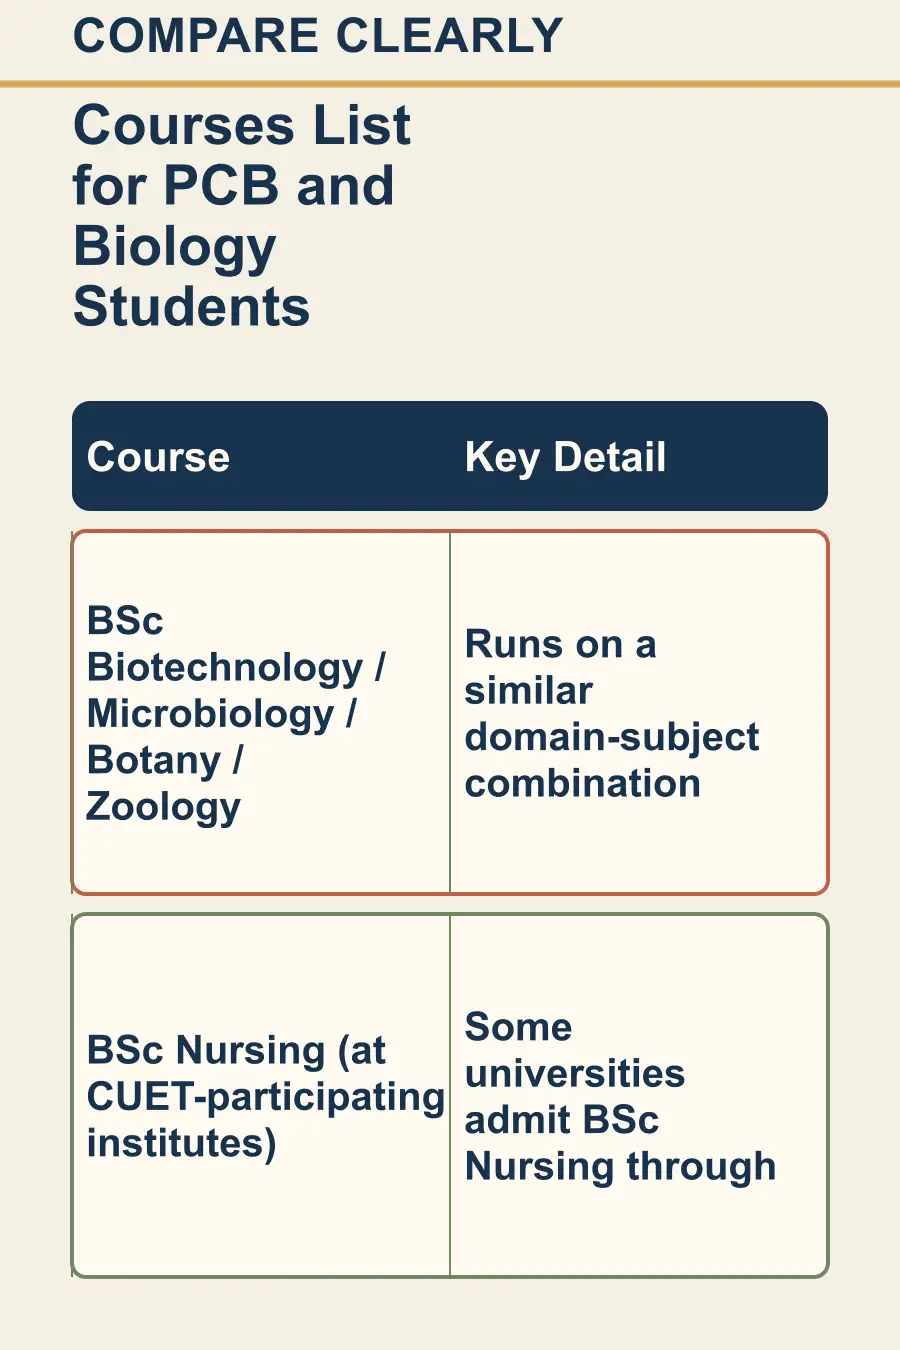 COMPARE CLEARLY
Courses List
for PCB and
Biology
Students
Course
Key Detail
BSc
Biotechnology /
Microbiology /
Botany /
Zoology
Runs on a
similar
domain-subject
combination
BSc Nursing (at
CUET-participating
institutes)
Some
universities
admit BSc
Nursing through